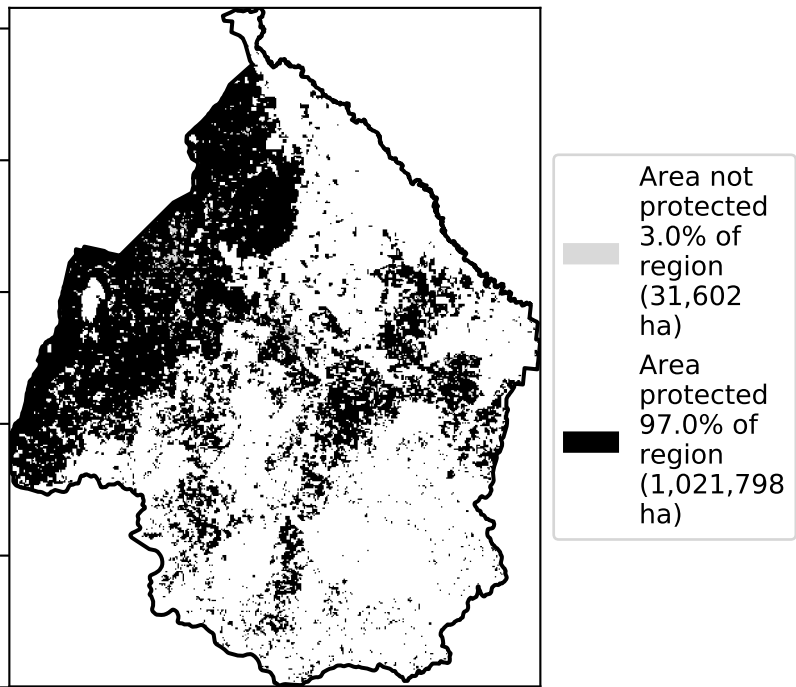 Area not
protected
3.0% of
region
(31,602
ha)
Area
protected
97.0% of
region
(1,021,798
ha)